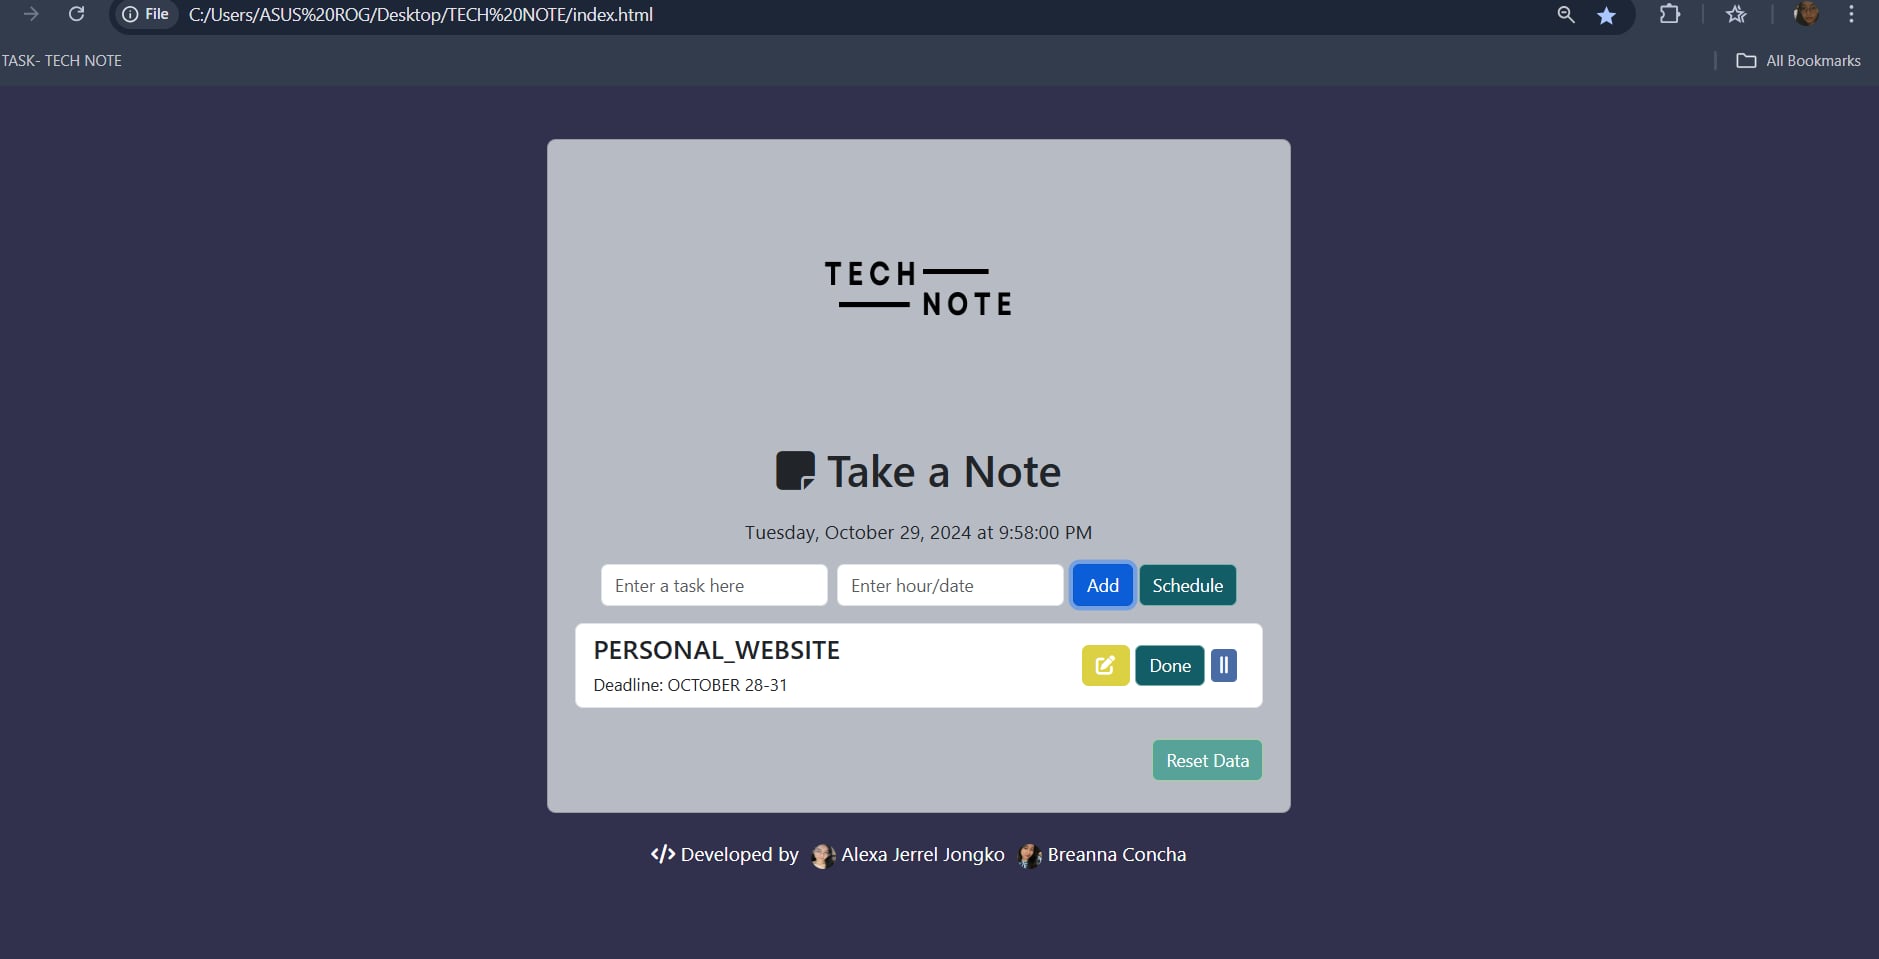 File C:/Users/ASUS%20ROG/Desktop/TECH%20NOTE/index.html
TASK- TECH NOTE
All Bookmarks
TECH
NOTE
Take a Note
Tuesday, October 29, 2024 at 9:58:00 PM
Enter a task here Enter hour/date Add Schedule
PERSONAL_WEBSITE
Deadline: OCTOBER 28-31
Done
Reset Data
Developed by Alexa Jerrel Jongko Breanna Concha